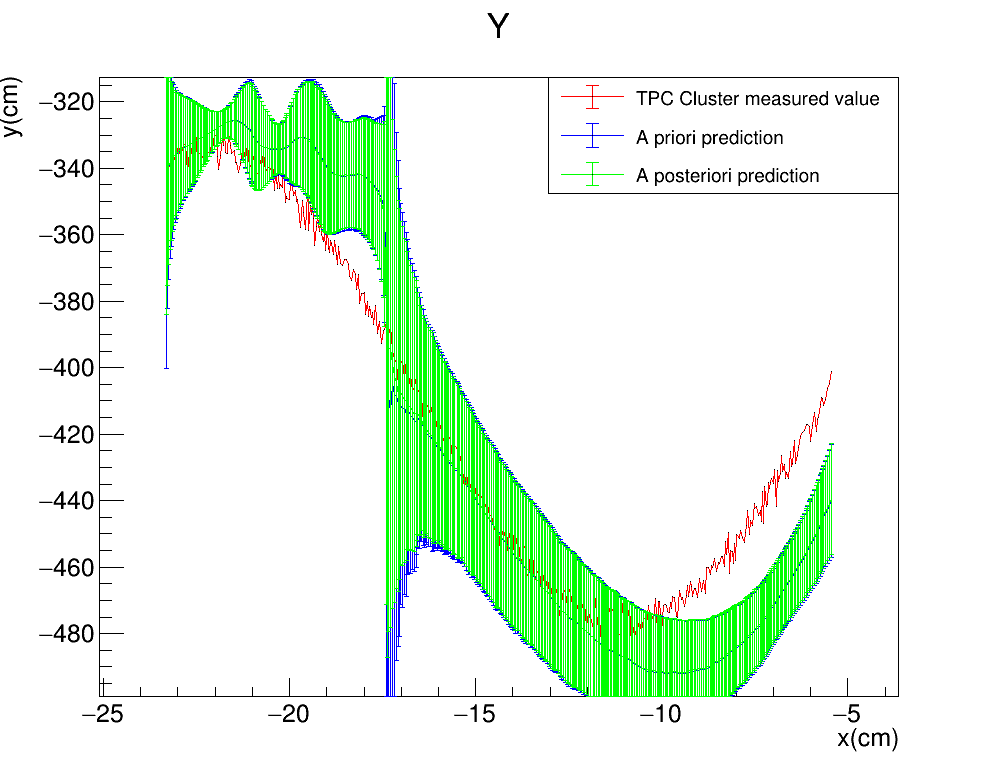 Y
y(cm)
TPC Cluster measured value
A priori prediction
A posteriori prediction
−320
−340
−360
−380
−400
−420
−440
−460
−480
−25 −20 −15 −10 −5
x(cm)